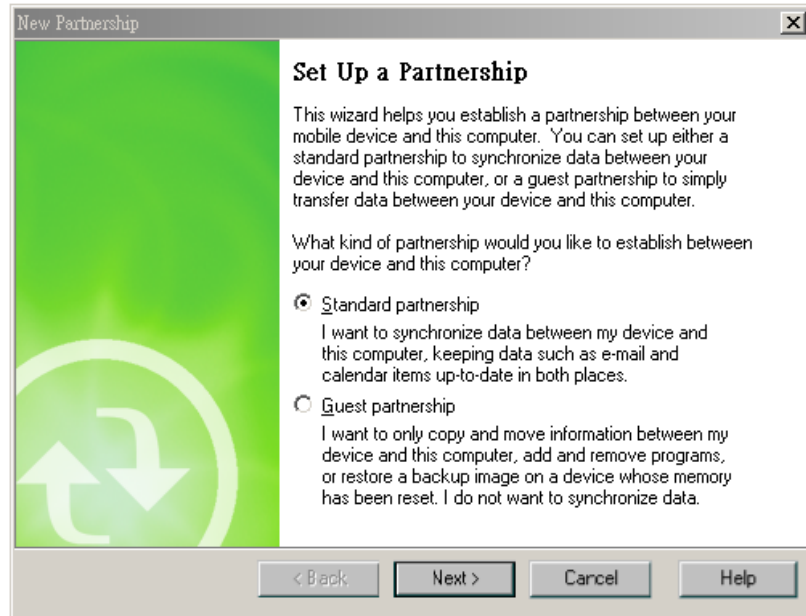 New Partnership
Set Up a Partnership
This wizard helps you establish a partnership between your
mobile device and this computer.  You can set up either a
standard partnership to synchronize data between your
device and this computer, or a guest partnership to simply
transfer data between your device and this computer.
What kind of partnership would you like to establish between
your device and this computer?
Standard partnership
I want to synchronize data between my device and
this computer, keeping data such as e-mail and
calendar items up-to-date in both places.
Guest partnership
I want to only copy and move information between my
device and this computer, add and remove programs,
or restore a backup image on a device whose memory
has been reset. I do not want to synchronize data.
< Back
Next >
Cancel
Help